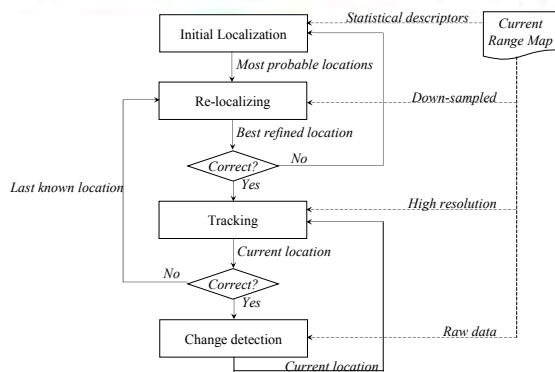 Statistical descriptors
Current
Range Map
Initial Localization
Most probable locations
Re-localizing
Down-sampled
Best refined location
Correct?
No
Yes
Last known location
High resolution
Tracking
Current location
No
Correct?
Yes
Change detection
Raw data
Current location